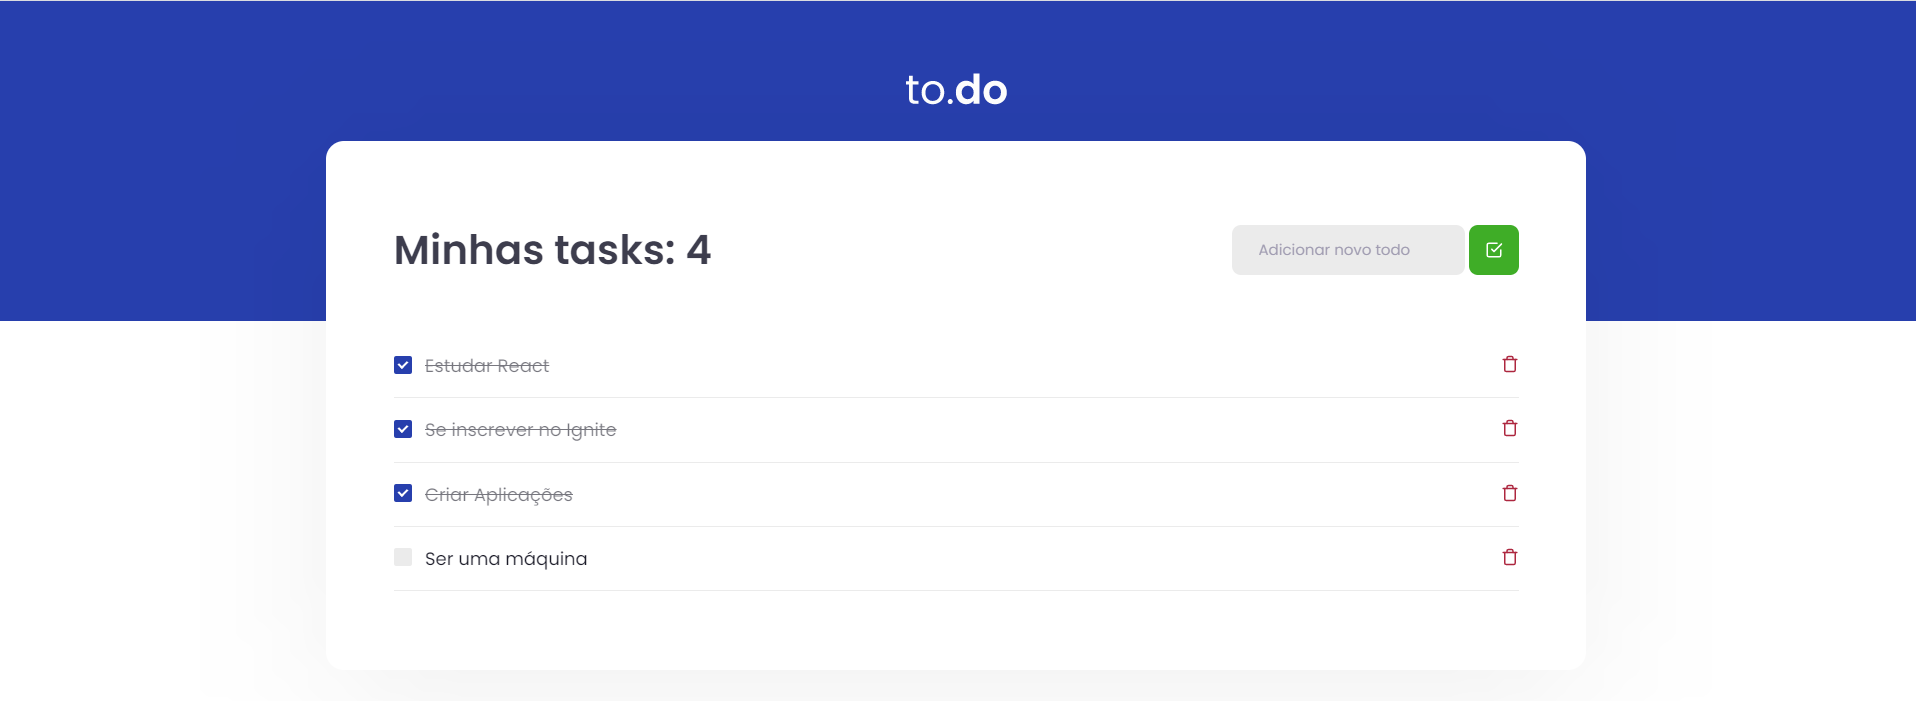 to.do
Minhas tasks: 4
Adicionar novo todo
Estudar React
Se inscrever no Ignite
Criar Aplicações
Ser uma máquina